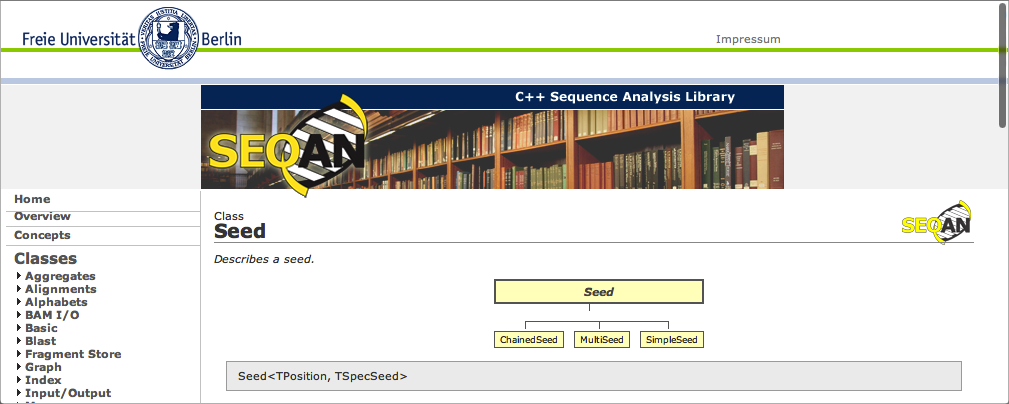 Freie Universität Berlin
Impressum
C++ Sequence Analysis Library
SEQAN
Home
Overview
Concepts
Classes
Aggregates
Alignments
Alphabets
BAM I/O
Basic
Blast
Fragment Store
Graph
Index
Input/Output
Class
Seed
SEQAN
Describes a seed.
Seed
ChainedSeed MultiSeed SimpleSeed
Seed<TPosition, TSpecSeed>